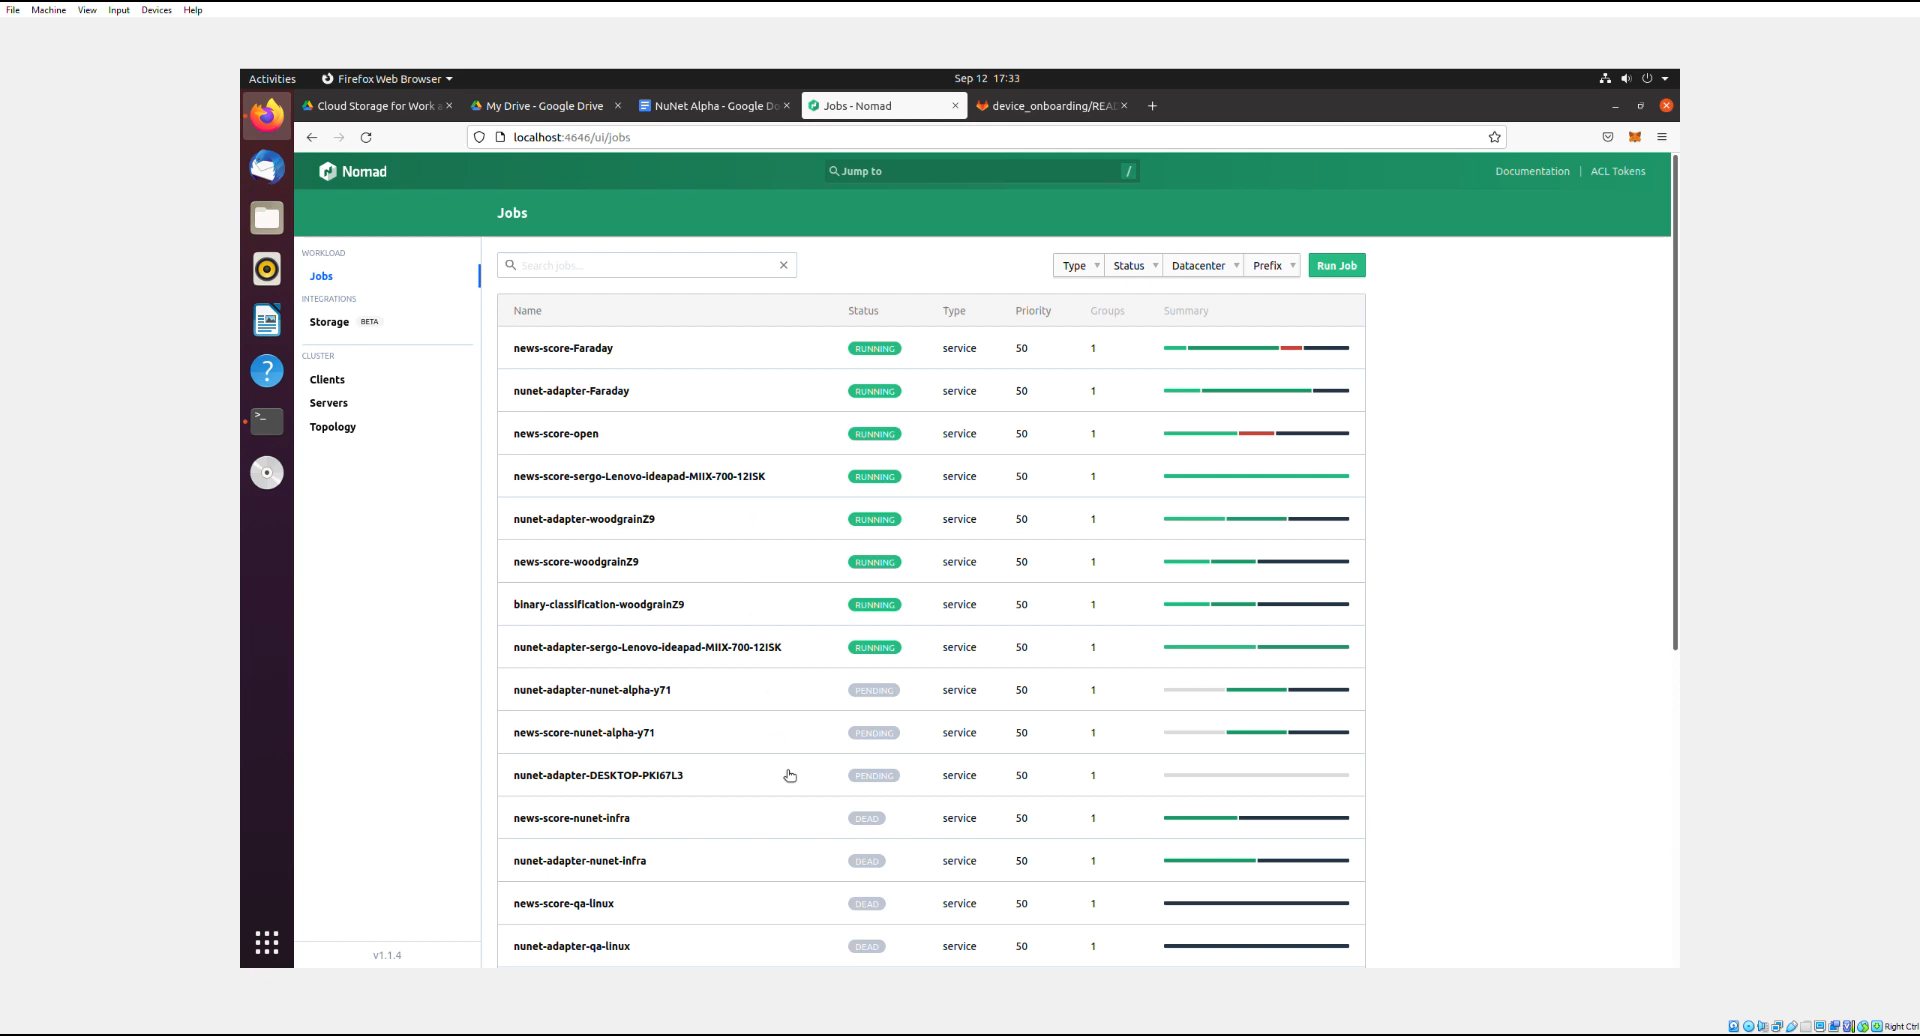 File Machine View Input Devices Help
Activities Firefox Web Browser Sep 12 17:33
Cloud Storage for Work a My Drive - Google Drive NuNet Alpha - Google Do Jobs - Nomad device_onboarding/READ
localhost:4646/ui/jobs
Nomad Jump to / Documentation | ACL Tokens
Jobs
WORKLOAD
Jobs
INTEGRATIONS
Storage BETA
CLUSTER
Clients
Servers
Topology
v1.1.4
Search jobs... Type Status Datacenter Prefix Run Job
Name Status Type Priority Groups Summary
news-score-Faraday RUNNING service 50 1
nunet-adapter-Faraday RUNNING service 50 1
news-score-open RUNNING service 50 1
news-score-sergo-Lenovo-ideapad-MIIX-700-12ISK RUNNING service 50 1
nunet-adapter-woodgrainZ9 RUNNING service 50 1
news-score-woodgrainZ9 RUNNING service 50 1
binary-classification-woodgrainZ9 RUNNING service 50 1
nunet-adapter-sergo-Lenovo-ideapad-MIIX-700-12ISK RUNNING service 50 1
nunet-adapter-nunet-alpha-y71 PENDING service 50 1
news-score-nunet-alpha-y71 PENDING service 50 1
nunet-adapter-DESKTOP-PKI67L3 PENDING service 50 1
news-score-nunet-infra DEAD service 50 1
nunet-adapter-nunet-infra DEAD service 50 1
news-score-qa-linux DEAD service 50 1
nunet-adapter-qa-linux DEAD service 50 1
Right Ctrl